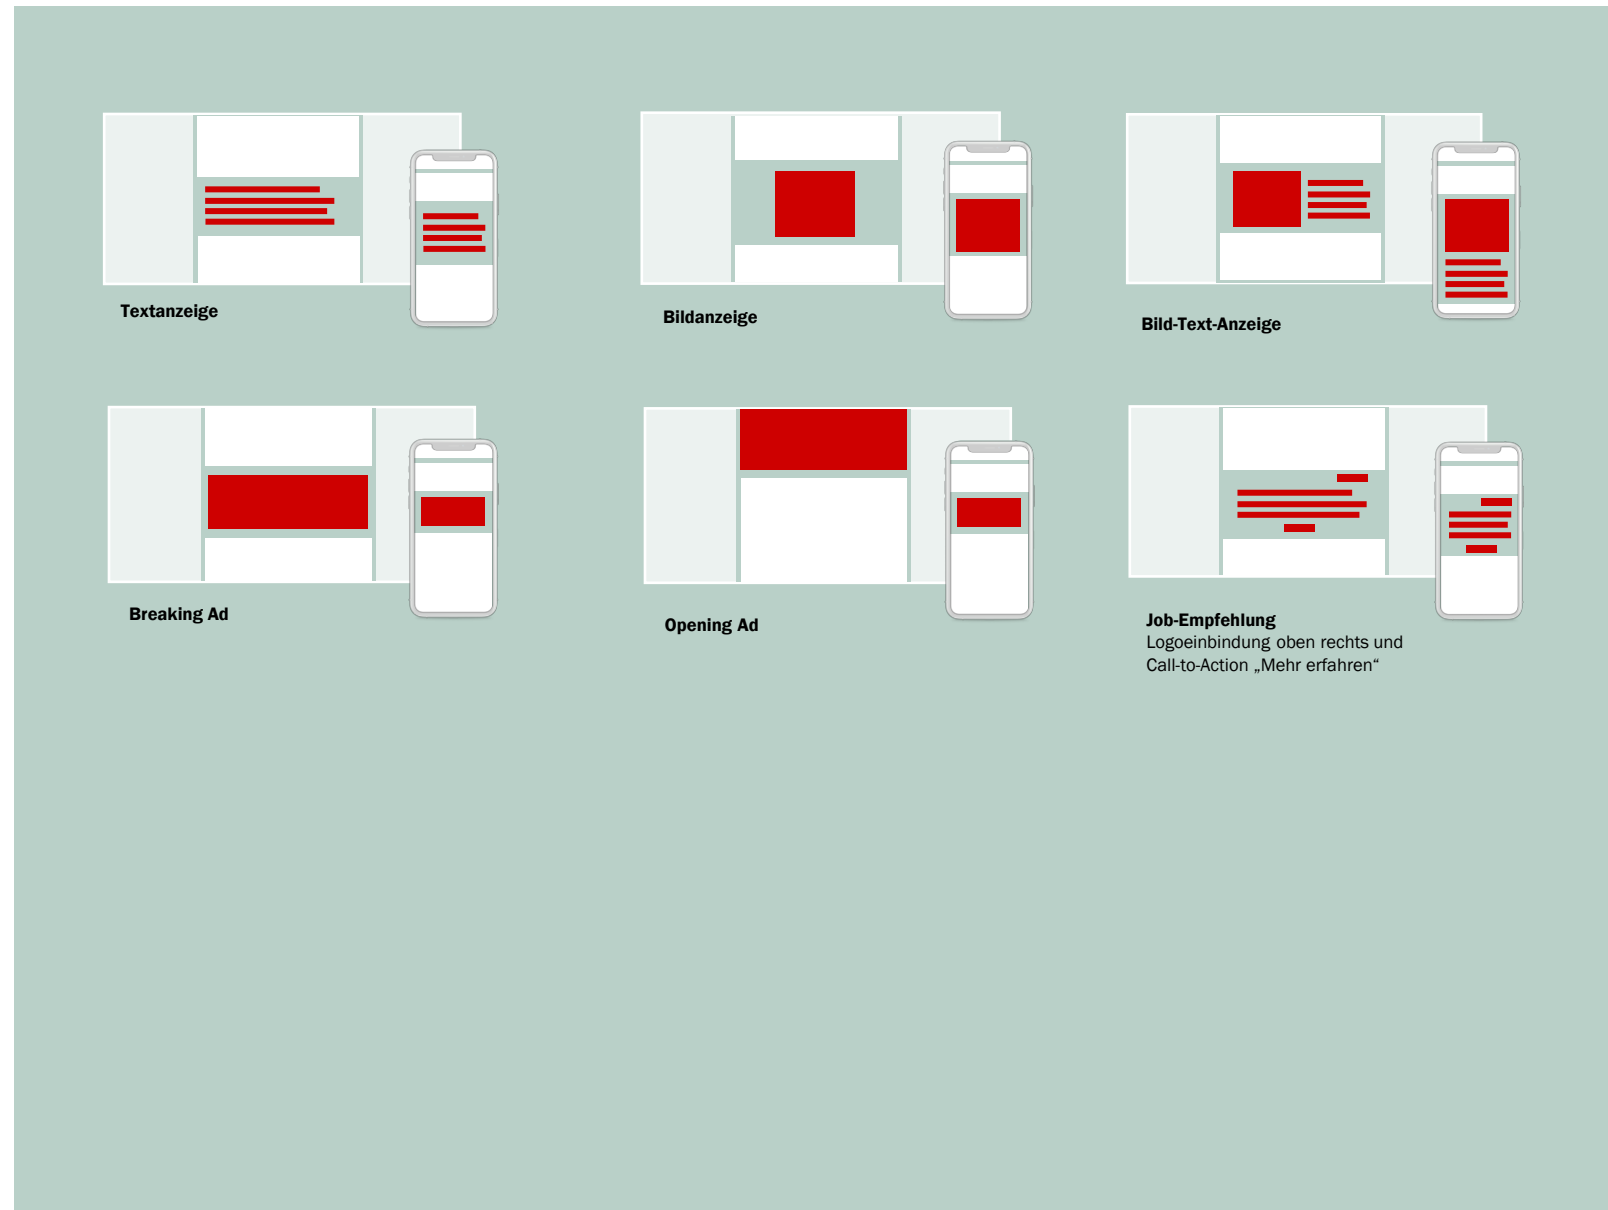 Textanzeige
Bildanzeige
Bild-Text-Anzeige
Breaking Ad
Opening Ad
Job-Empfehlung
Logoeinbindung oben rechts und
Call-to-Action „Mehr erfahren“